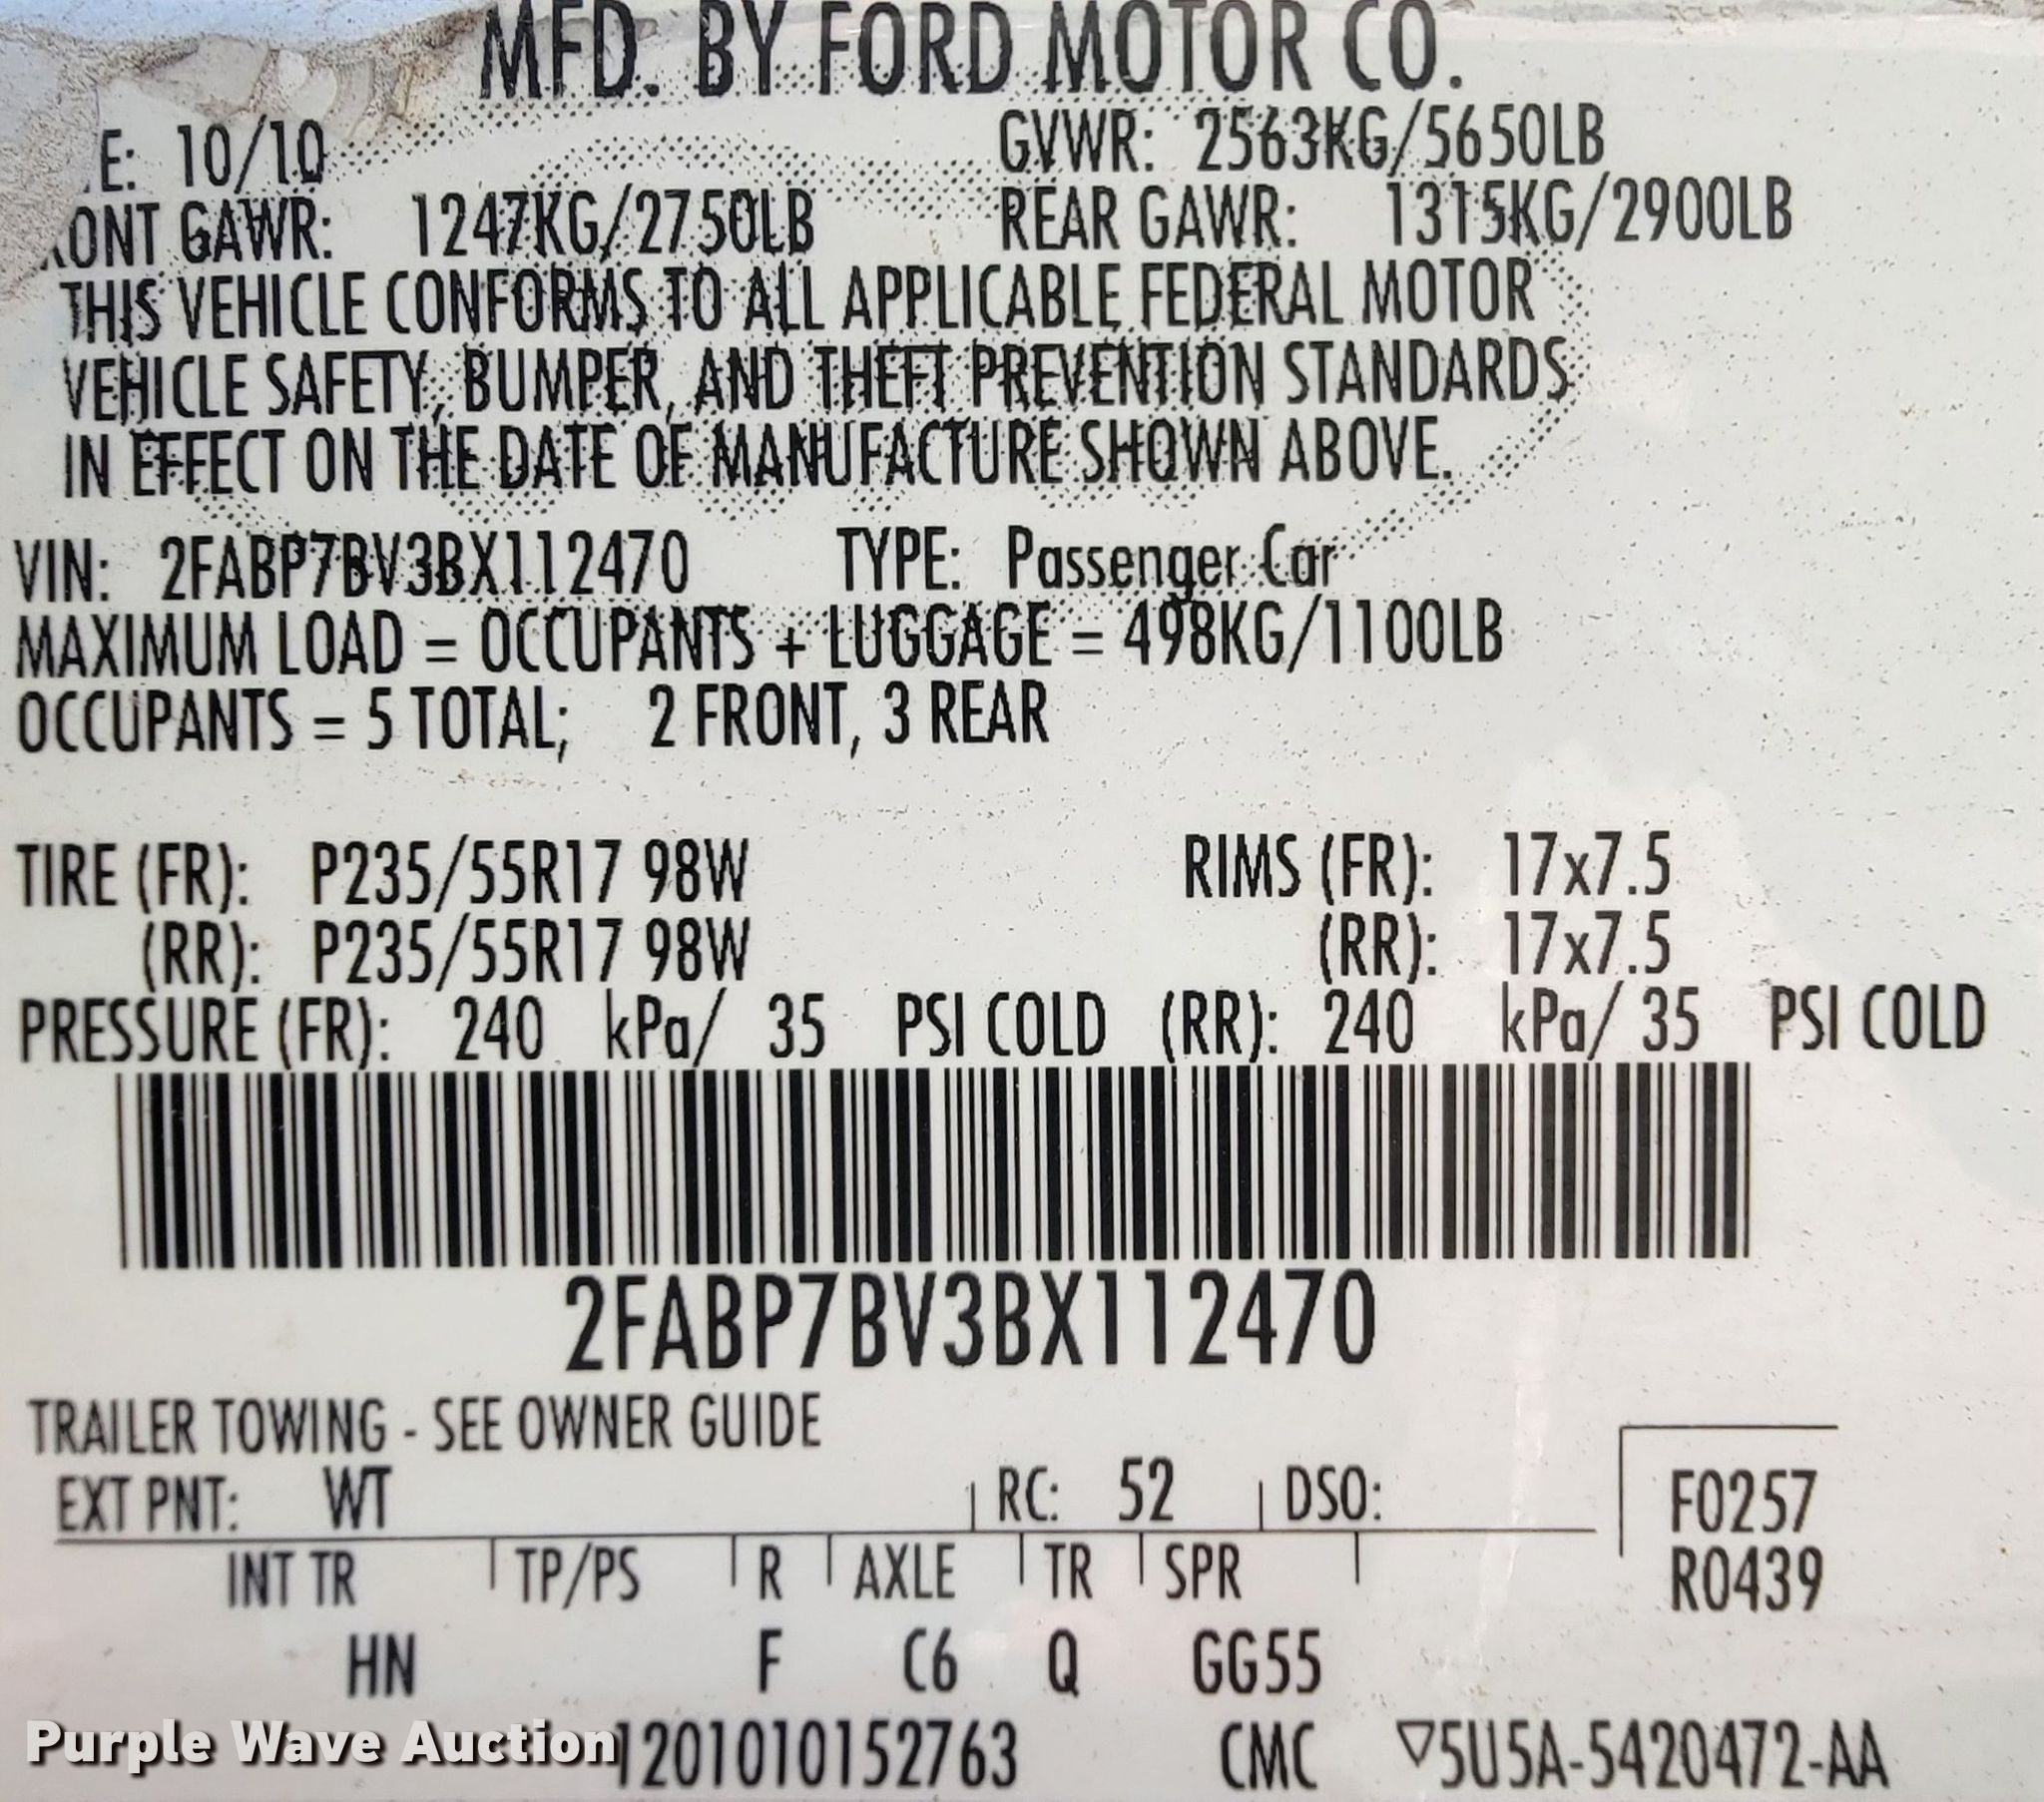 MFD. BY FORD MOTOR CO.
E: 10/10 GVWR: 2563KG/5650LB
RONT GAWR: 1247KG/2750LB REAR GAWR: 1315KG/2900LB
THIS VEHICLE CONFORMS TO ALL APPLICABLE FEDERAL MOTOR
VEHICLE SAFETY, BUMPER, AND THEFT PREVENTION STANDARDS
IN EFFECT ON THE DATE OF MANUFACTURE SHOWN ABOVE.
VIN: 2FABP7BV3BX112470 TYPE: Passenger Car
MAXIMUM LOAD = OCCUPANTS + LUGGAGE = 498KG/1100LB
OCCUPANTS = 5 TOTAL; 2 FRONT, 3 REAR
TIRE (FR): P235/55R17 98W RIMS (FR): 17x7.5
(RR): P235/55R17 98W (RR): 17x7.5
PRESSURE (FR): 240 kPa/ 35 PSI COLD (RR): 240 kPa/ 35 PSI COLD
2FABP7BV3BX112470
TRAILER TOWING - SEE OWNER GUIDE
EXT PNT: WT RC: 52 DSO:
F0257
INT TR TP/PS R AXLE TR SPR
R0439
HN F C6 Q GG55
Purple Wave Auction
1201010152763 CMC ▽5U5A-5420472-AA